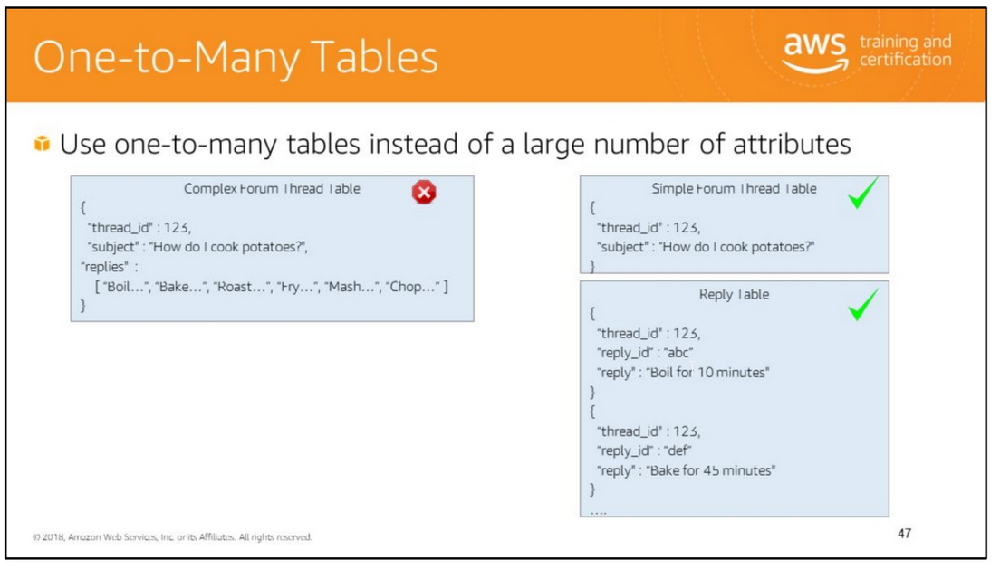 One-to-Many Tables
aws training and
certification
Use one-to-many tables instead of a large number of attributes
Complex Forum Thread Table
{
"thread_id" : 123,
"subject" : "How do I cook potatoes?",
"replies" :
[ "Boil...", "Bake...", "Roast...", "Fry...", "Mash...", "Chop..." ]
}
Simple Forum Thread Table
{
"thread_id" : 123,
"subject" : "How do I cook potatoes?"
}
Reply Table
{
"thread_id" : 123,
"reply_id" : "abc"
"reply" : "Boil for 10 minutes"
}
{
"thread_id" : 123,
"reply_id" : "def"
"reply" : "Bake for 45 minutes"
}
....
© 2018, Amazon Web Services, Inc. or its Affiliates. All rights reserved.
47